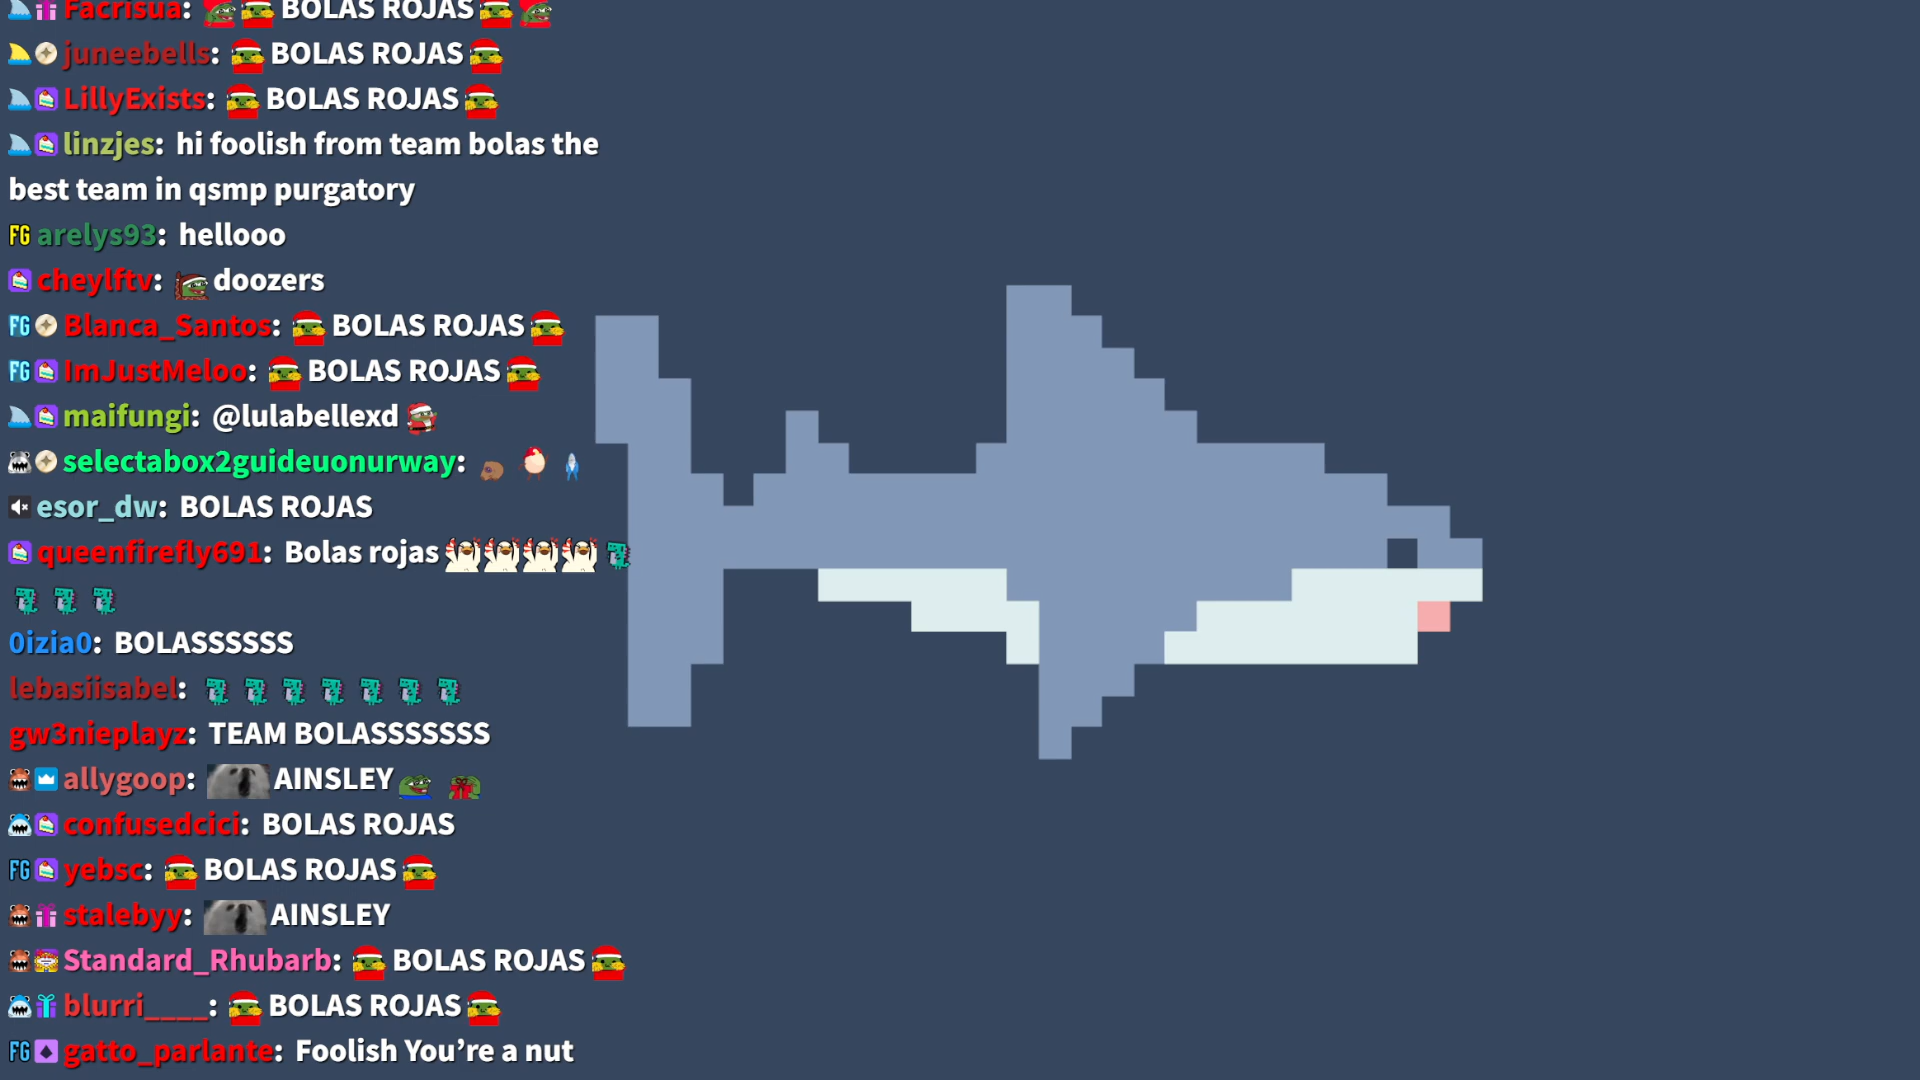 Facrisua: BOLAS ROJAS
juneebells: BOLAS ROJAS
LillyExists: BOLAS ROJAS
linzjes: hi foolish from team bolas the
best team in qsmp purgatory
FG arelys93: hellooo
cheylftv: doozers
FG Blanca_Santos: BOLAS ROJAS
FG ImJustMeloo: BOLAS ROJAS
maifungi: @lulabellexd
selectabox2guideuonurway:
esor_dw: BOLAS ROJAS
queenfirefly691: Bolas rojas
0izia0: BOLASSSSSS
lebasiisabel:
gw3nieplayz: TEAM BOLASSSSSSS
allygoop: AINSLEY
confusedcici: BOLAS ROJAS
FG yebsc: BOLAS ROJAS
stalebyy: AINSLEY
Standard_Rhubarb: BOLAS ROJAS
blurri____: BOLAS ROJAS
FG gatto_parlante: Foolish You’re a nut